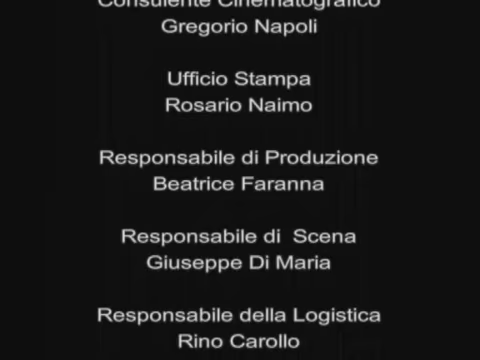 Consulente Cinematografico
Gregorio Napoli
Ufficio Stampa
Rosario Naimo
Responsabile di Produzione
Beatrice Faranna
Responsabile di  Scena
Giuseppe Di Maria
Responsabile della Logistica
Rino Carollo